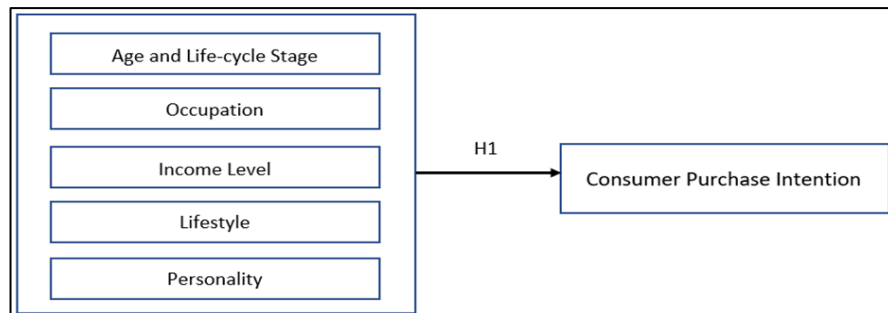 Age and Life-cycle Stage
Occupation
Income Level
Lifestyle
Personality
H1
Consumer Purchase Intention